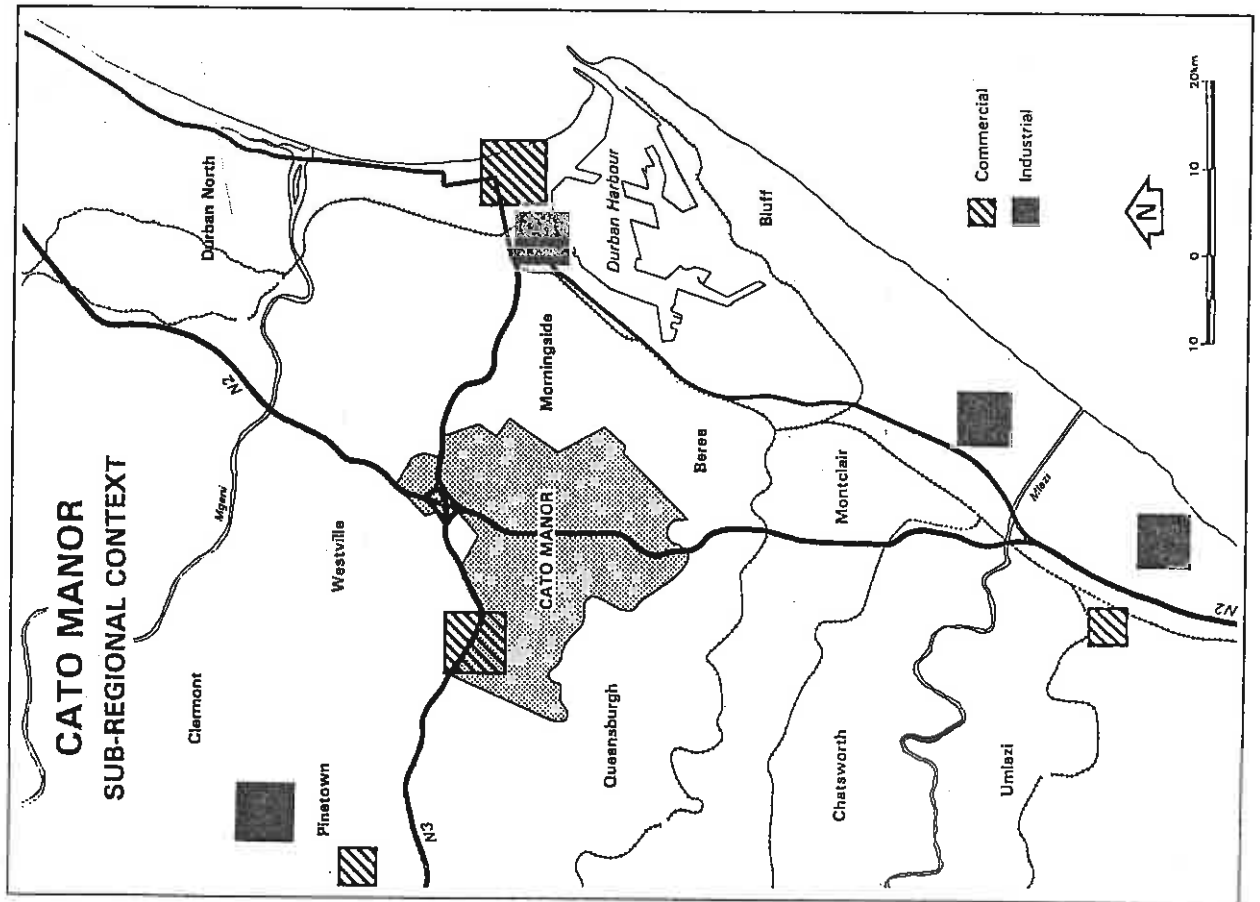 CATO MANOR
SUB-REGIONAL CONTEXT
Clermont
Pinetown
N3
Westville
Mgeni
N2
Durban North
CATO MANOR
Morningside
Durban Harbour
Bluff
Berea
Queensburgh
Montclair
Chatsworth
Umlazi
Mlazi
N2
Commercial
Industrial
N
10 0 10 20km